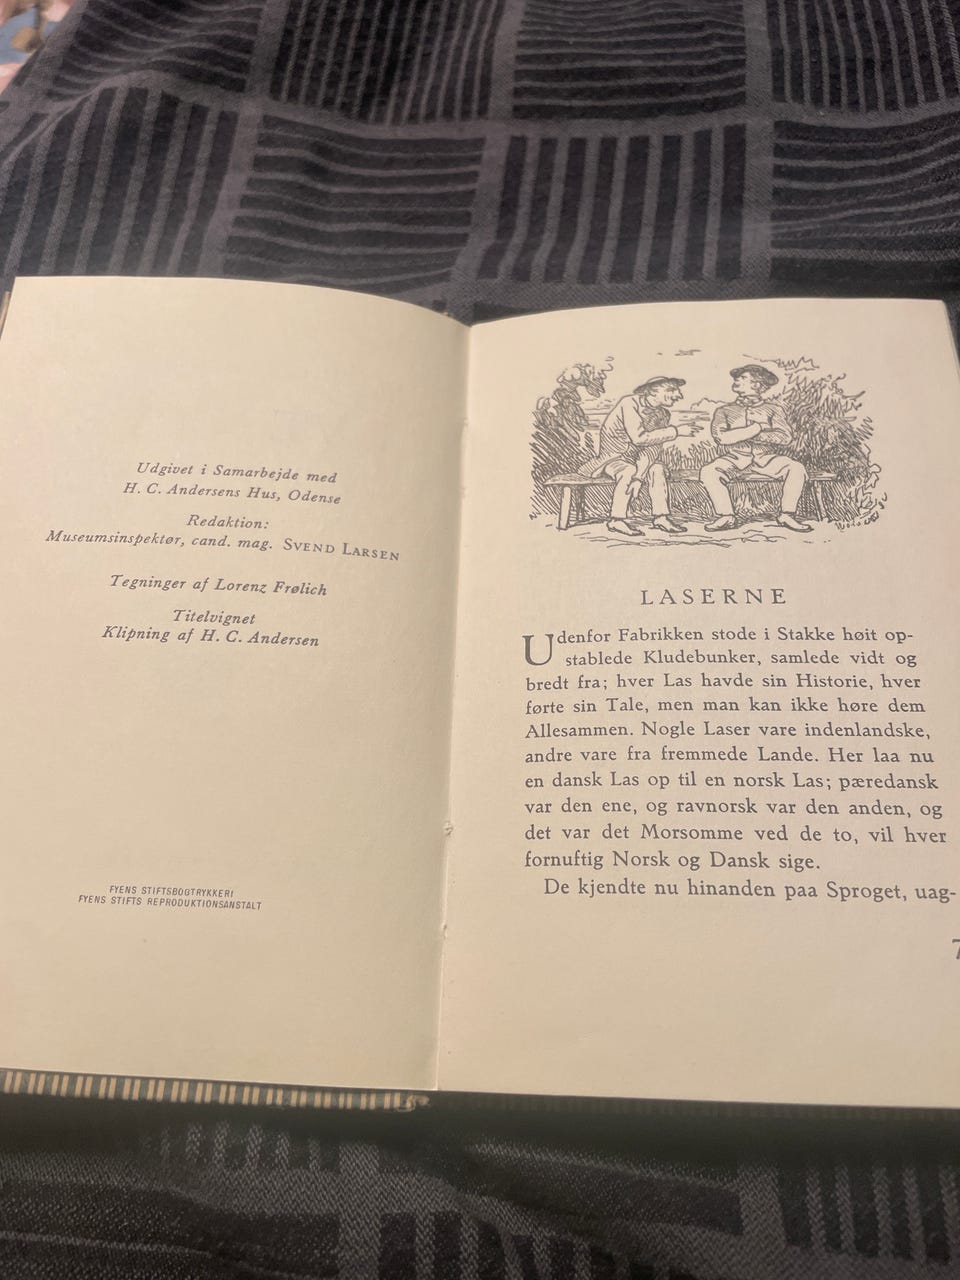 Udgivet i Samarbejde med
H. C. Andersens Hus, Odense
Redaktion:
Museumsinspektør, cand. mag. SVEND LARSEN
Tegninger af Lorenz Frølich
Titelvignet
Klipning af H. C. Andersen
FYENS STIFTSBOGTRYKKERI
FYENS STIFTS REPRODUKTIONSANSTALT
LASERNE
Udenfor Fabrikken stode i Stakke høit op-
stablede Kludebunker, samlede vidt og
bredt fra; hver Las havde sin Historie, hver
førte sin Tale, men man kan ikke høre dem
Allesammen. Nogle Laser vare indenlandske,
andre vare fra fremmede Lande. Her laa nu
en dansk Las op til en norsk Las; pæredansk
var den ene, og ravnorsk var den anden, og
det var det Morsomme ved de to, vil hver
fornuftig Norsk og Dansk sige.
De kjendte nu hinanden paa Sproget, uag-
7